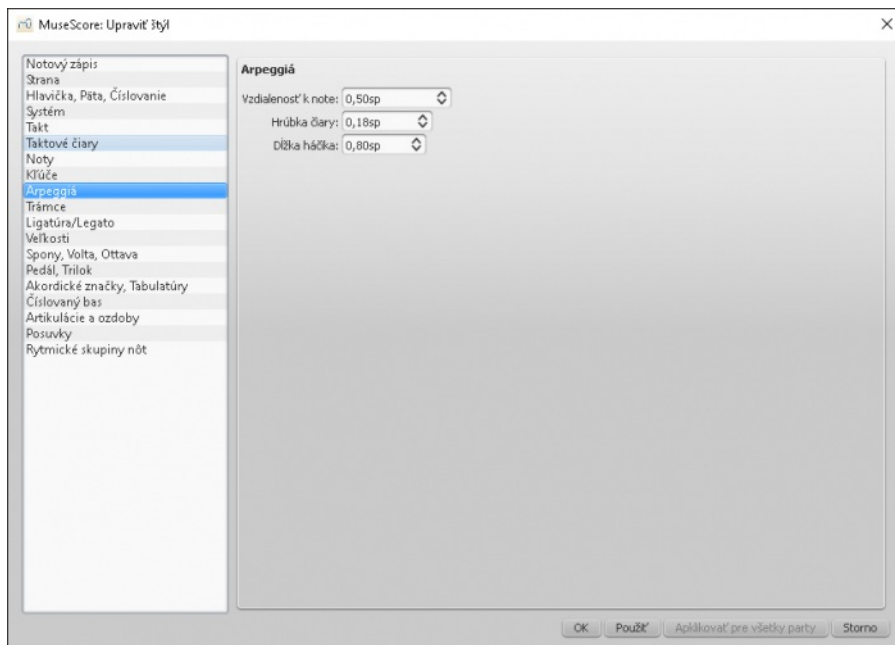 MuseScore: Upraviť štýl
Notový zápis
Strana
Hlavička, Päta, Číslovanie
Systém
Takt
Taktové čiary
Noty
Kľúče
Arpeggiá
Trámce
Ligatúra/Legato
Veľkosti
Spony, Volta, Ottava
Pedál, Trilok
Akordické značky, Tabulatúry
Číslovaný bas
Artikulácie a ozdoby
Posuvky
Rytmické skupiny nôt
Arpeggiá
Vzdialenosť k note: 0,50sp
Hrúbka čiary: 0,18sp
Dĺžka háčika: 0,80sp
OK Použiť Aplikovať pre všetky party Storno